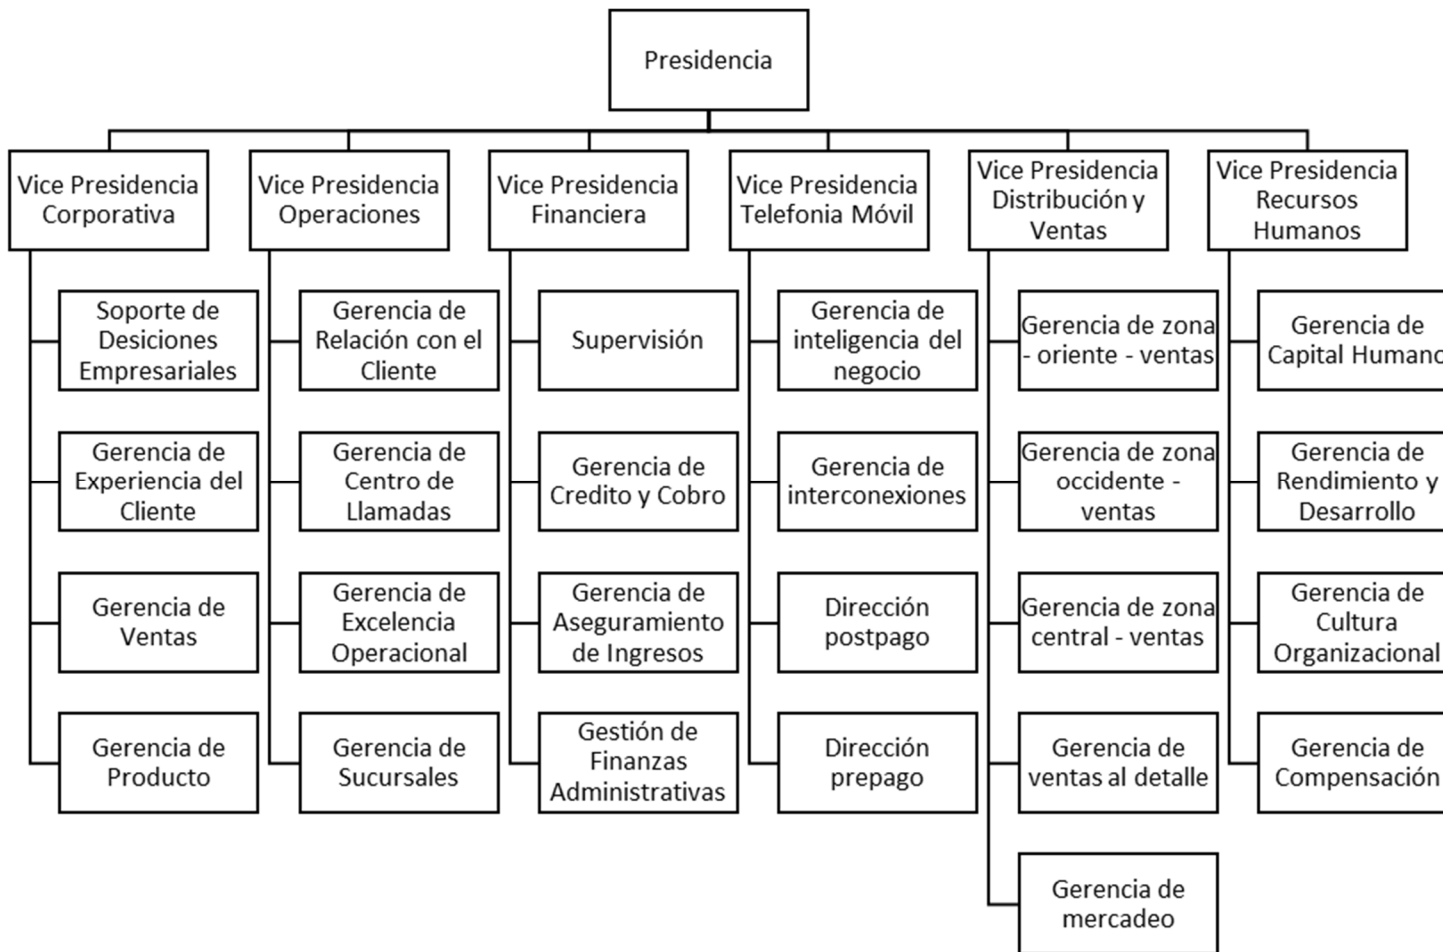 Presidencia
Vice Presidencia
Corporativa
Vice Presidencia
Operaciones
Vice Presidencia
Financiera
Vice Presidencia
Telefonia Móvil
Vice Presidencia
Distribución y
Ventas
Vice Presidencia
Recursos
Humanos
Soporte de
Desiciones
Empresariales
Gerencia de
Experiencia del
Cliente
Gerencia de
Ventas
Gerencia de
Producto
Gerencia de
Relación con el
Cliente
Gerencia de
Centro de
Llamadas
Gerencia de
Excelencia
Operacional
Gerencia de
Sucursales
Supervisión
Gerencia de
Credito y Cobro
Gerencia de
Aseguramiento
de Ingresos
Gestión de
Finanzas
Administrativas
Gerencia de
inteligencia del
negocio
Gerencia de
interconexiones
Dirección
postpago
Dirección
prepago
Gerencia de zona
- oriente - ventas
Gerencia de zona
occidente -
ventas
Gerencia de zona
central - ventas
Gerencia de
ventas al detalle
Gerencia de
mercadeo
Gerencia de
Capital Humano
Gerencia de
Rendimiento y
Desarrollo
Gerencia de
Cultura
Organizacional
Gerencia de
Compensación